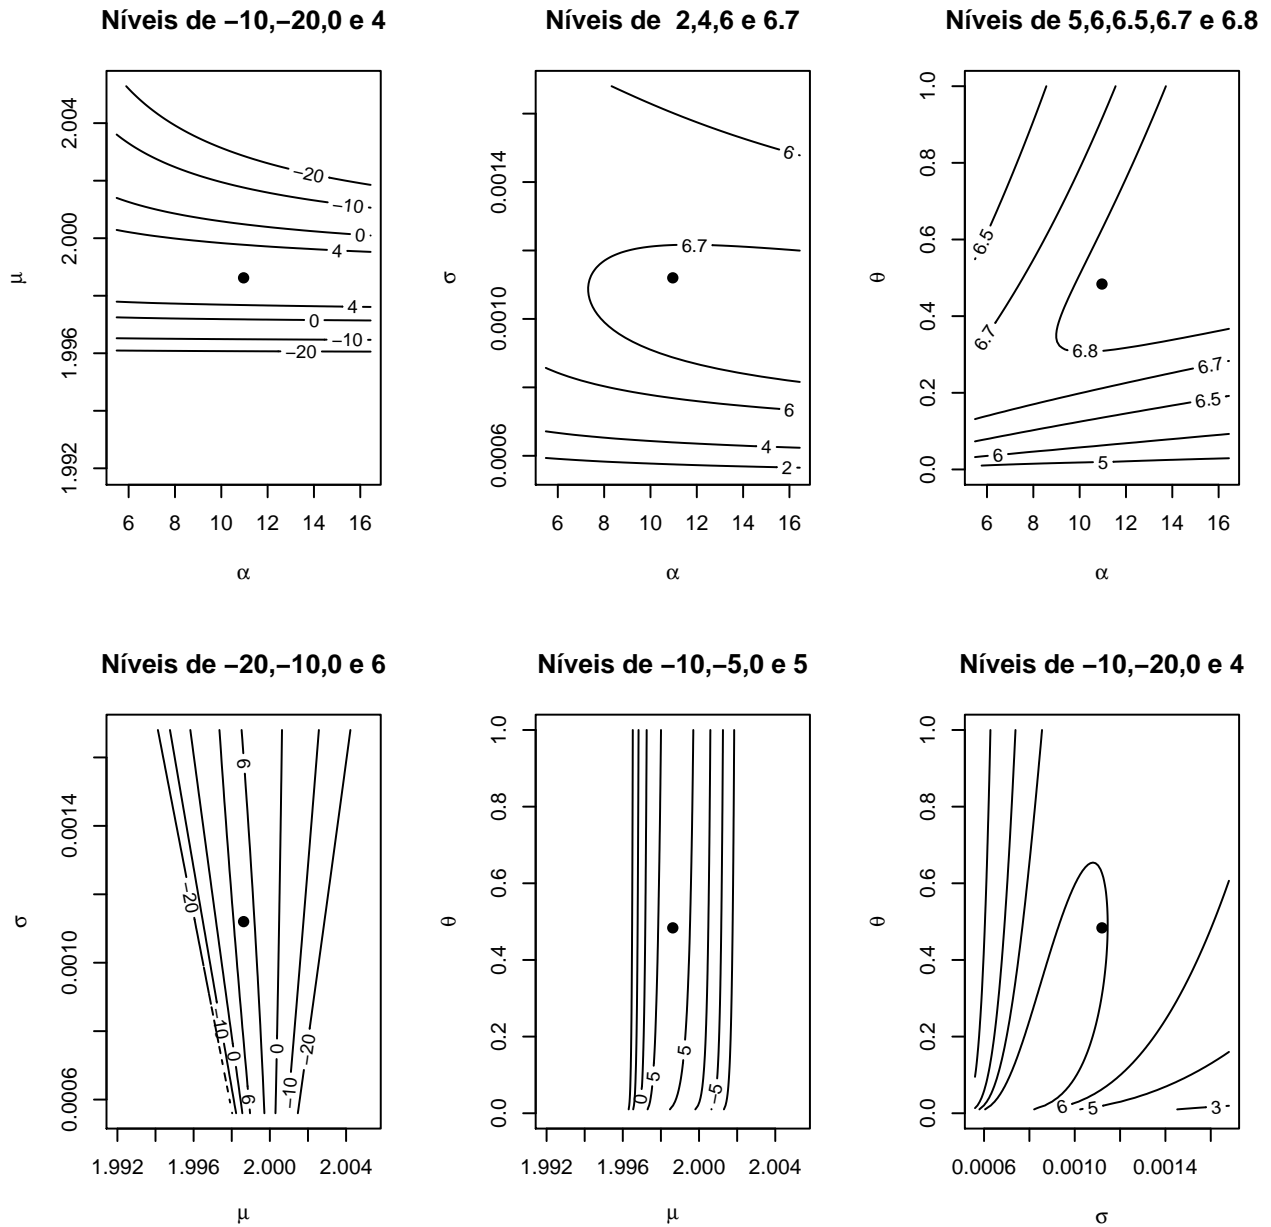 Níveis de −10,−20,0 e 4
Níveis de 2,4,6 e 6.7
Níveis de 5,6,6.5,6.7 e 6.8
μ
1.992 1.996 2.000 2.004
−20
−10
0
4
4
0
−10
−20
6 8 10 12 14 16
α
σ
0.0006 0.0010 0.0014
6
6.7
6
4
2
6 8 10 12 14 16
α
θ
0.0 0.2 0.4 0.6 0.8 1.0
6.5
6.7
6.8
6.7
6.5
6
5
6 8 10 12 14 16
α
Níveis de −20,−10,0 e 6
Níveis de −10,−5,0 e 5
Níveis de −10,−20,0 e 4
σ
0.0006 0.0010 0.0014
6
−20
−10
0
6
0
−10
−20
1.992 1.996 2.000 2.004
μ
θ
0.0 0.2 0.4 0.6 0.8 1.0
0
5
5
−5
1.992 1.996 2.000 2.004
μ
θ
0.0 0.2 0.4 0.6 0.8 1.0
6
5
3
0.0006 0.0010 0.0014
σ